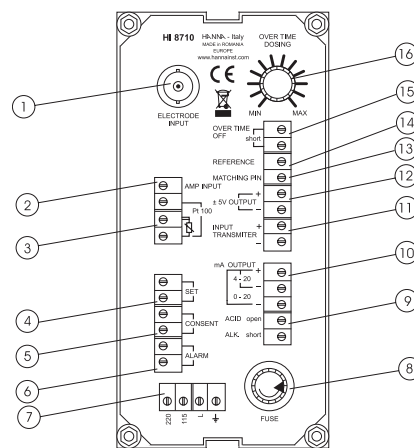 HI 8710
HANNA - Italy
MADE in ROMANIA
EUROPE
www.hannainst.com
OVER TIME
DOSING
MIN
MAX
ELECTRODE
INPUT
OVER TIME
OFF
short
REFERENCE
MATCHING PIN
+
± 5V OUTPUT
−
INPUT +
TRANSMITER −
AMP INPUT
Pt 100
mA OUTPUT +
4 - 20 −
0 - 20 −
ACID open
ALK. short
SET
CONSENT
ALARM
220
115
L
FUSE
1
2
3
4
5
6
7
8
9
10
11
12
13
14
15
16